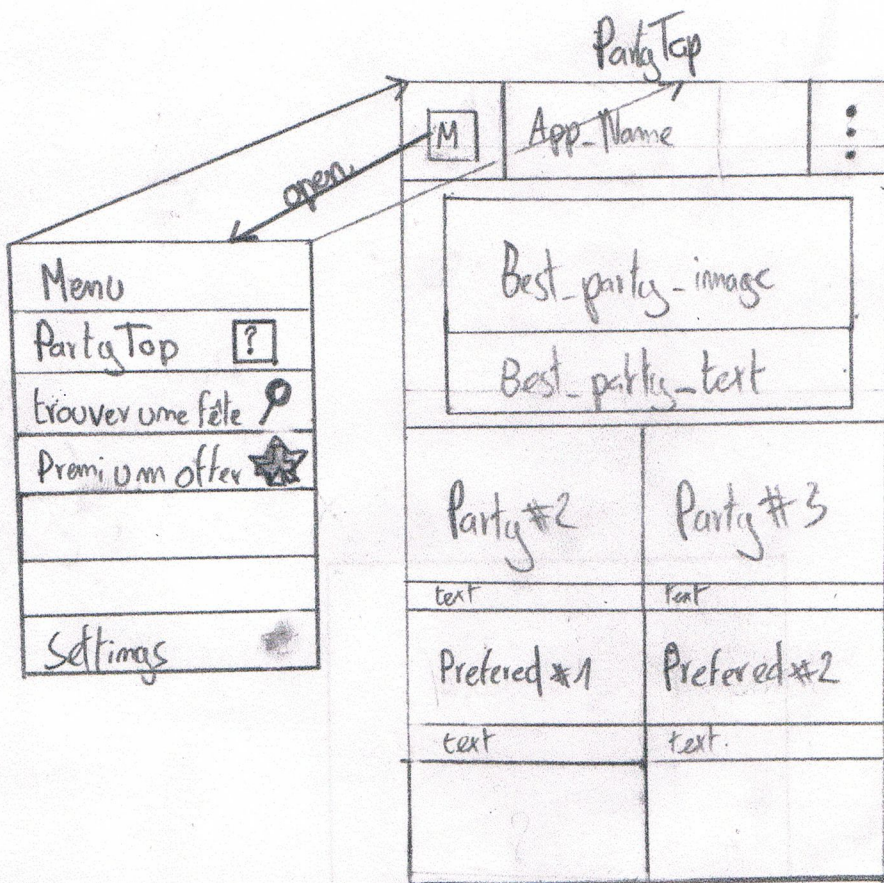 PartyTop
M App_Name
open.
Menu
PartyTop ?
trouver une fête
Premium offer
Settings
Best_party_image
Best_party_text
Party #2 Party #3
text text
Prefered #1 Prefered #2
text text.